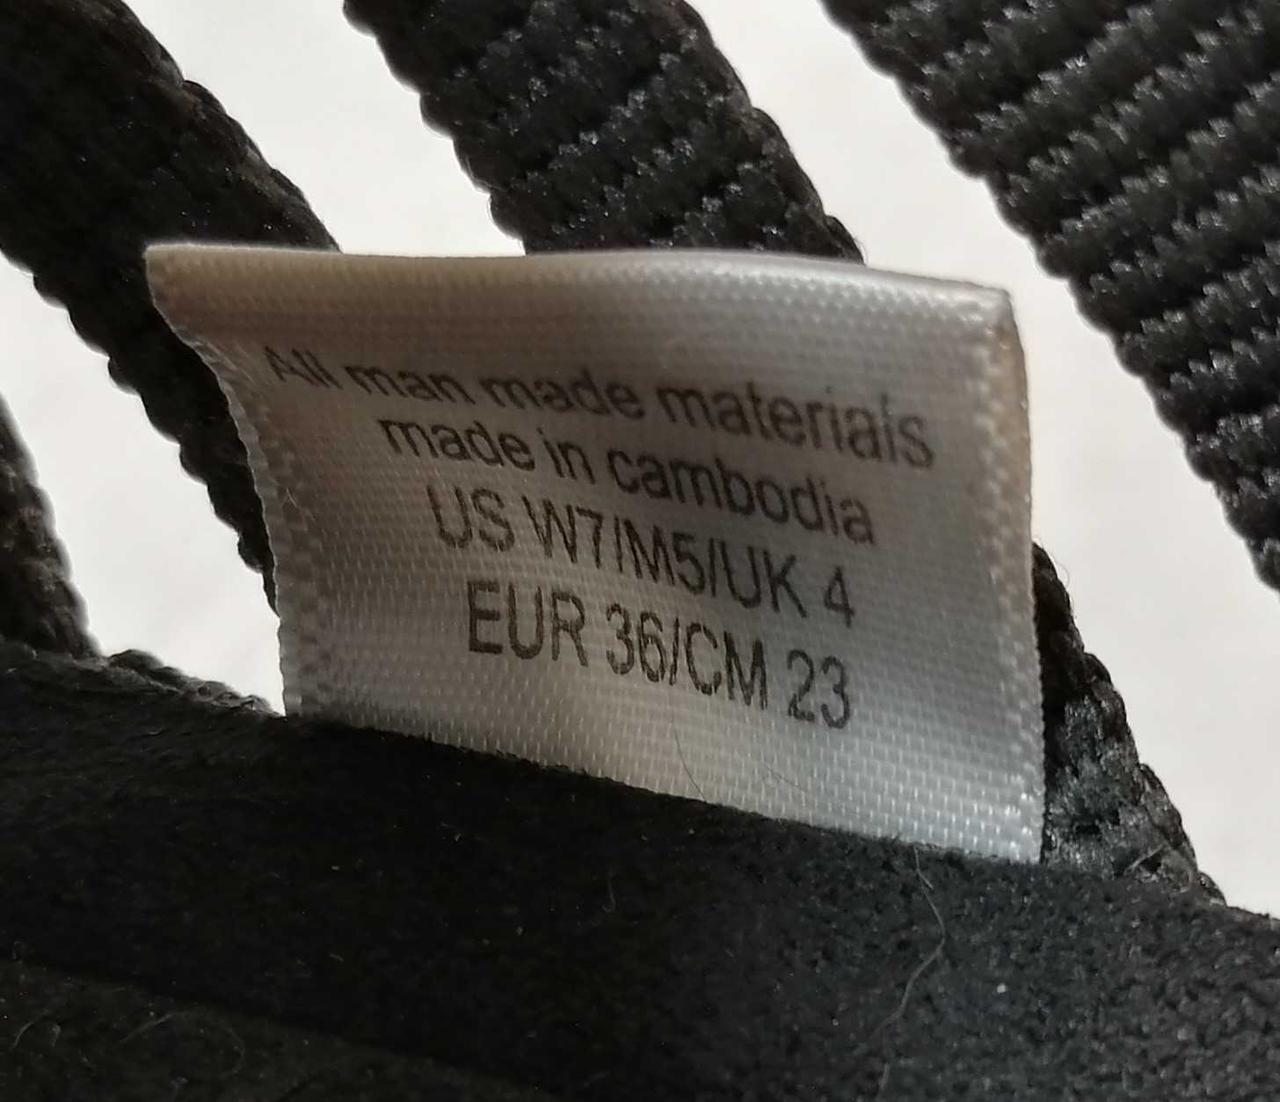 All man made materials
made in cambodia
US W7/M5/UK 4
EUR 36/CM 23